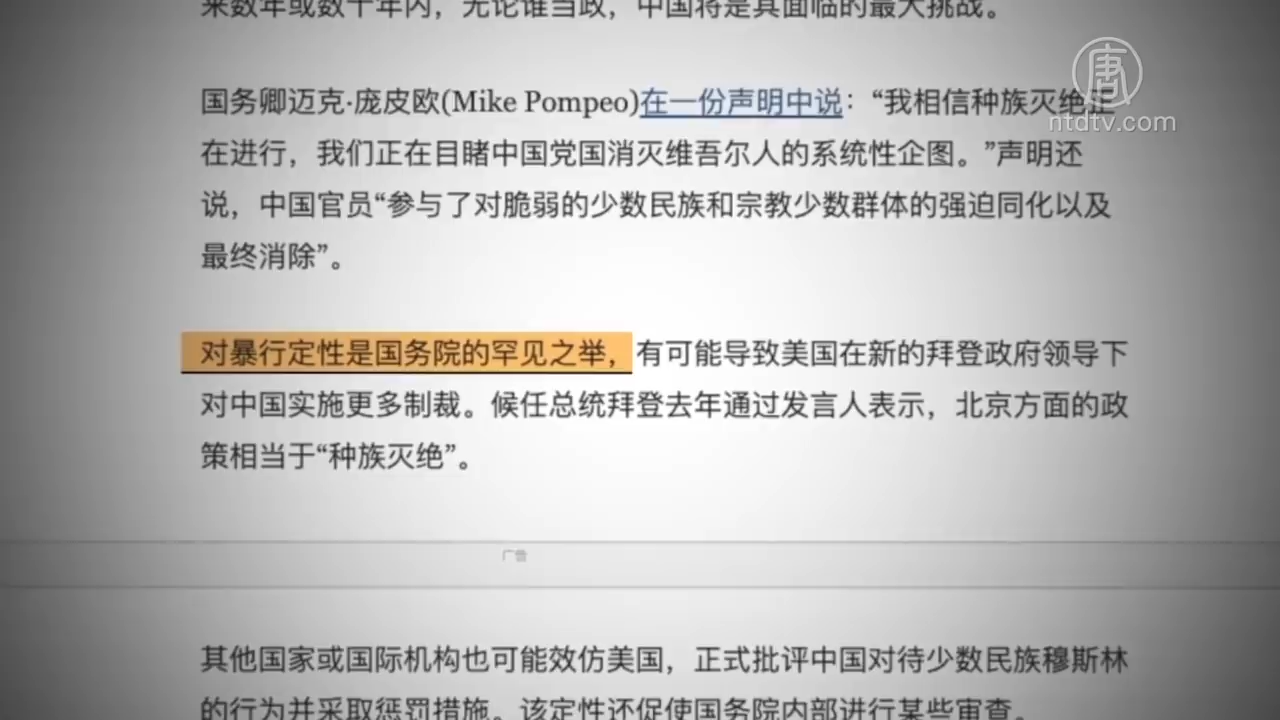 来数年或数十年内，无论谁当政，中国将是其面临的最大挑战。
唐
ntdtv.com
国务卿迈克·庞皮欧(Mike Pompeo)在一份声明中说：“我相信种族灭绝正
在进行，我们正在目睹中国党国消灭维吾尔人的系统性企图。”声明还
说，中国官员“参与了对脆弱的少数民族和宗教少数群体的强迫同化以及
最终消除”。
对暴行定性是国务院的罕见之举，有可能导致美国在新的拜登政府领导下
对中国实施更多制裁。候任总统拜登去年通过发言人表示，北京方面的政
策相当于“种族灭绝”。
广告
其他国家或国际机构也可能效仿美国，正式批评中国对待少数民族穆斯林
的行为并采取惩罚措施。该定性还促使国务院内部进行某些审查。